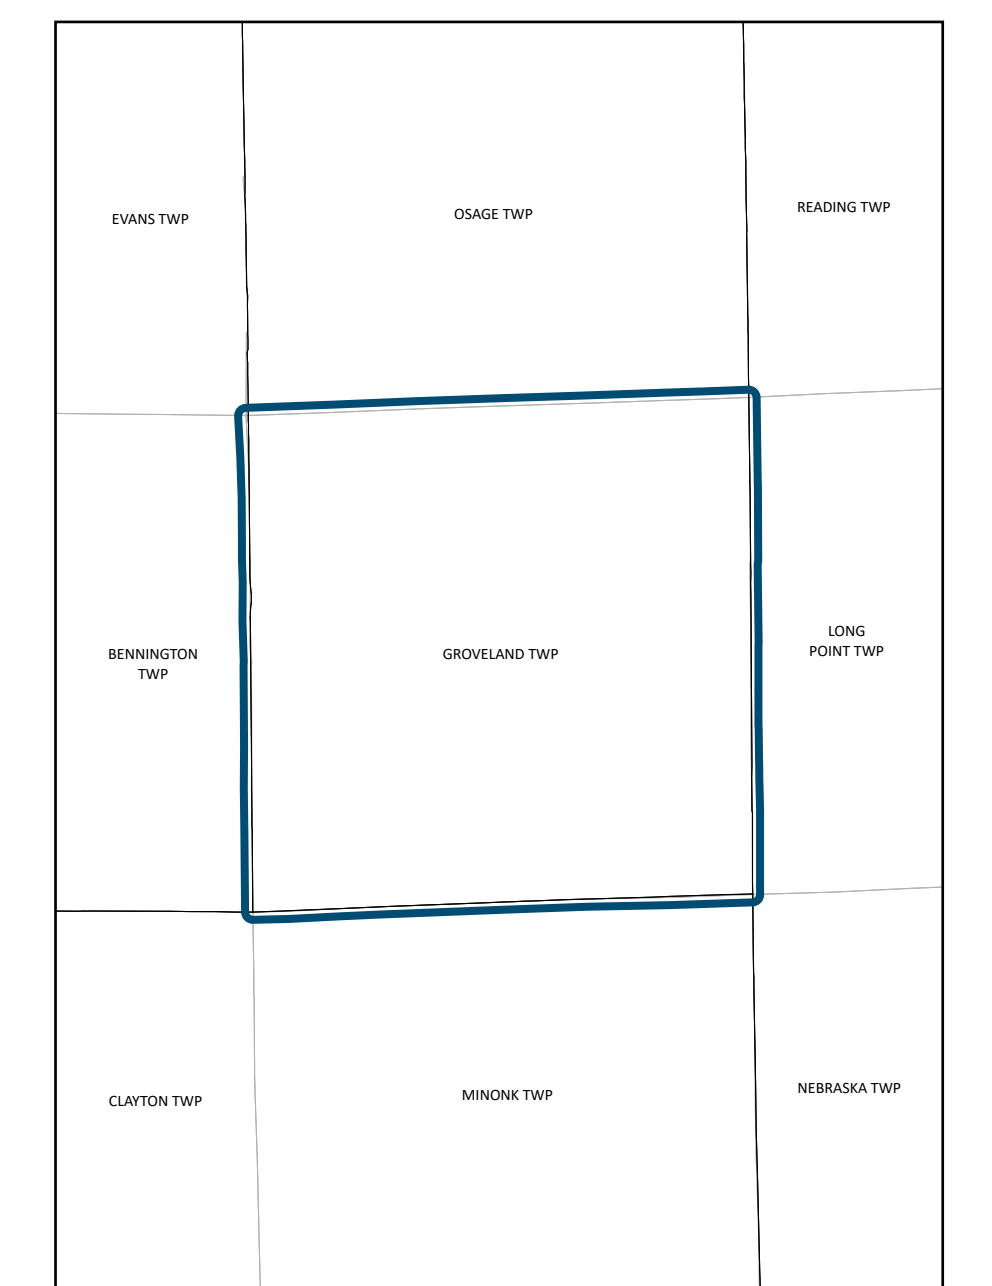 EVANS TWP
OSAGE TWP
READING TWP
BENNINGTON
TWP
GROVELAND TWP
LONG
POINT TWP
CLAYTON TWP
MINONK TWP
NEBRASKA TWP